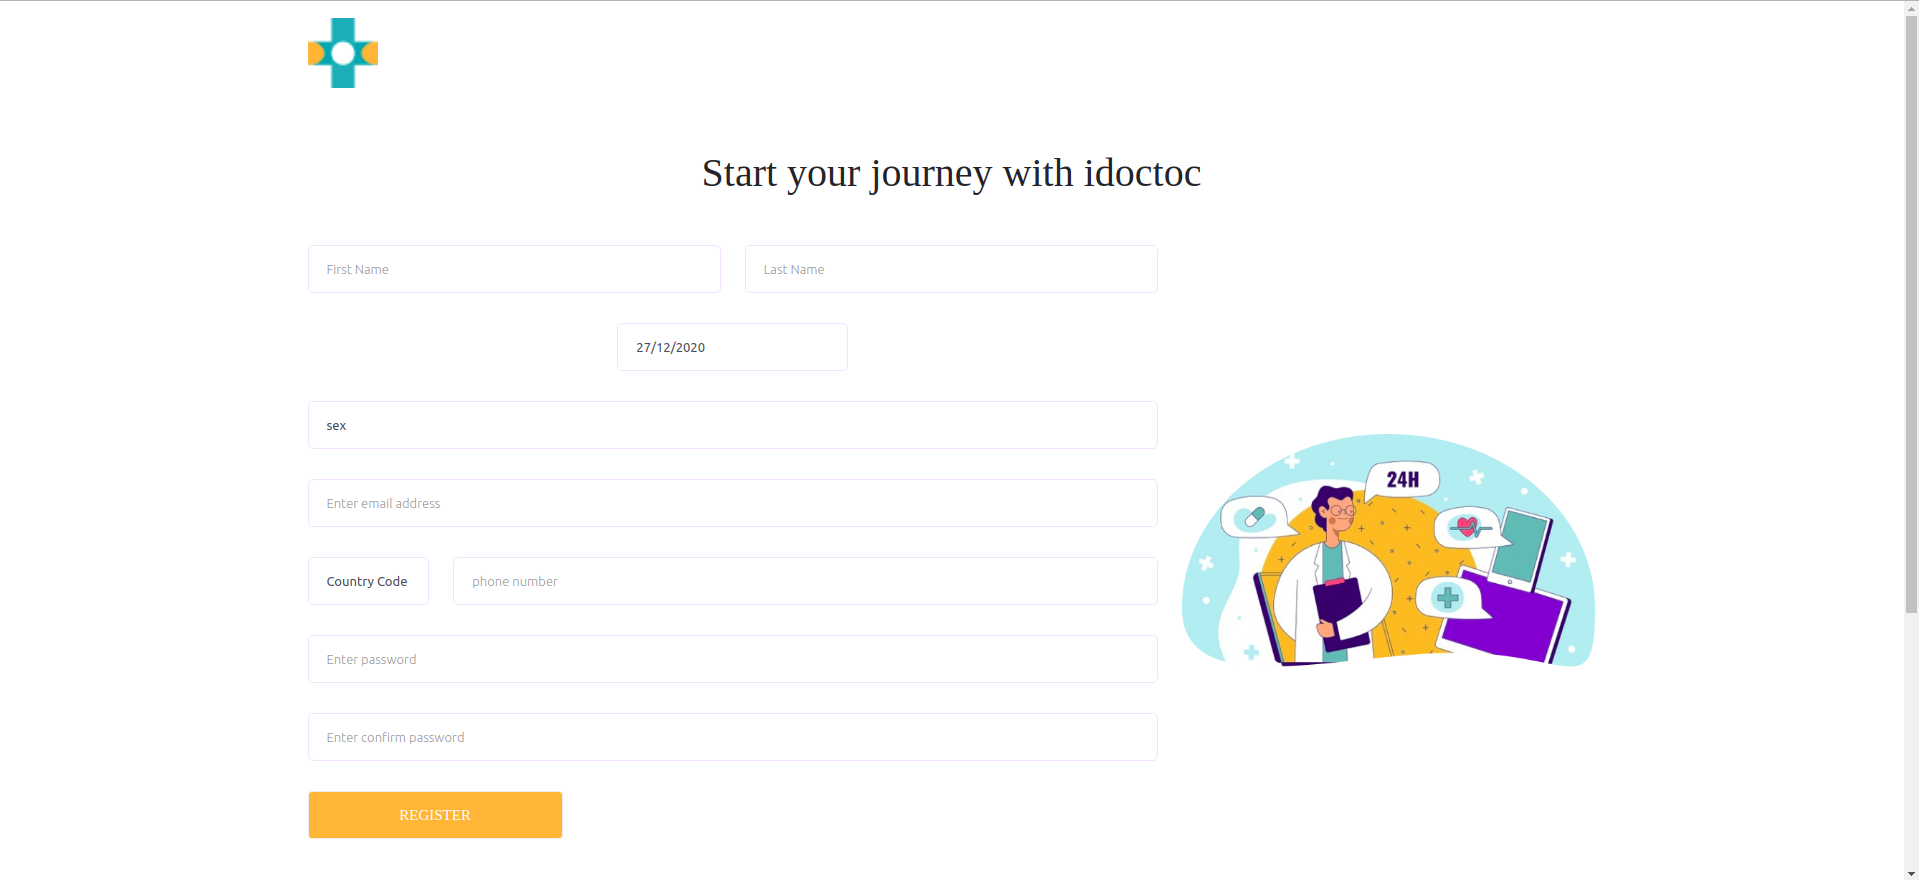 Start your journey with idoctoc
First Name
Last Name
27/12/2020
sex
Enter email address
24H
Country Code
phone number
Enter password
Enter confirm password
REGISTER